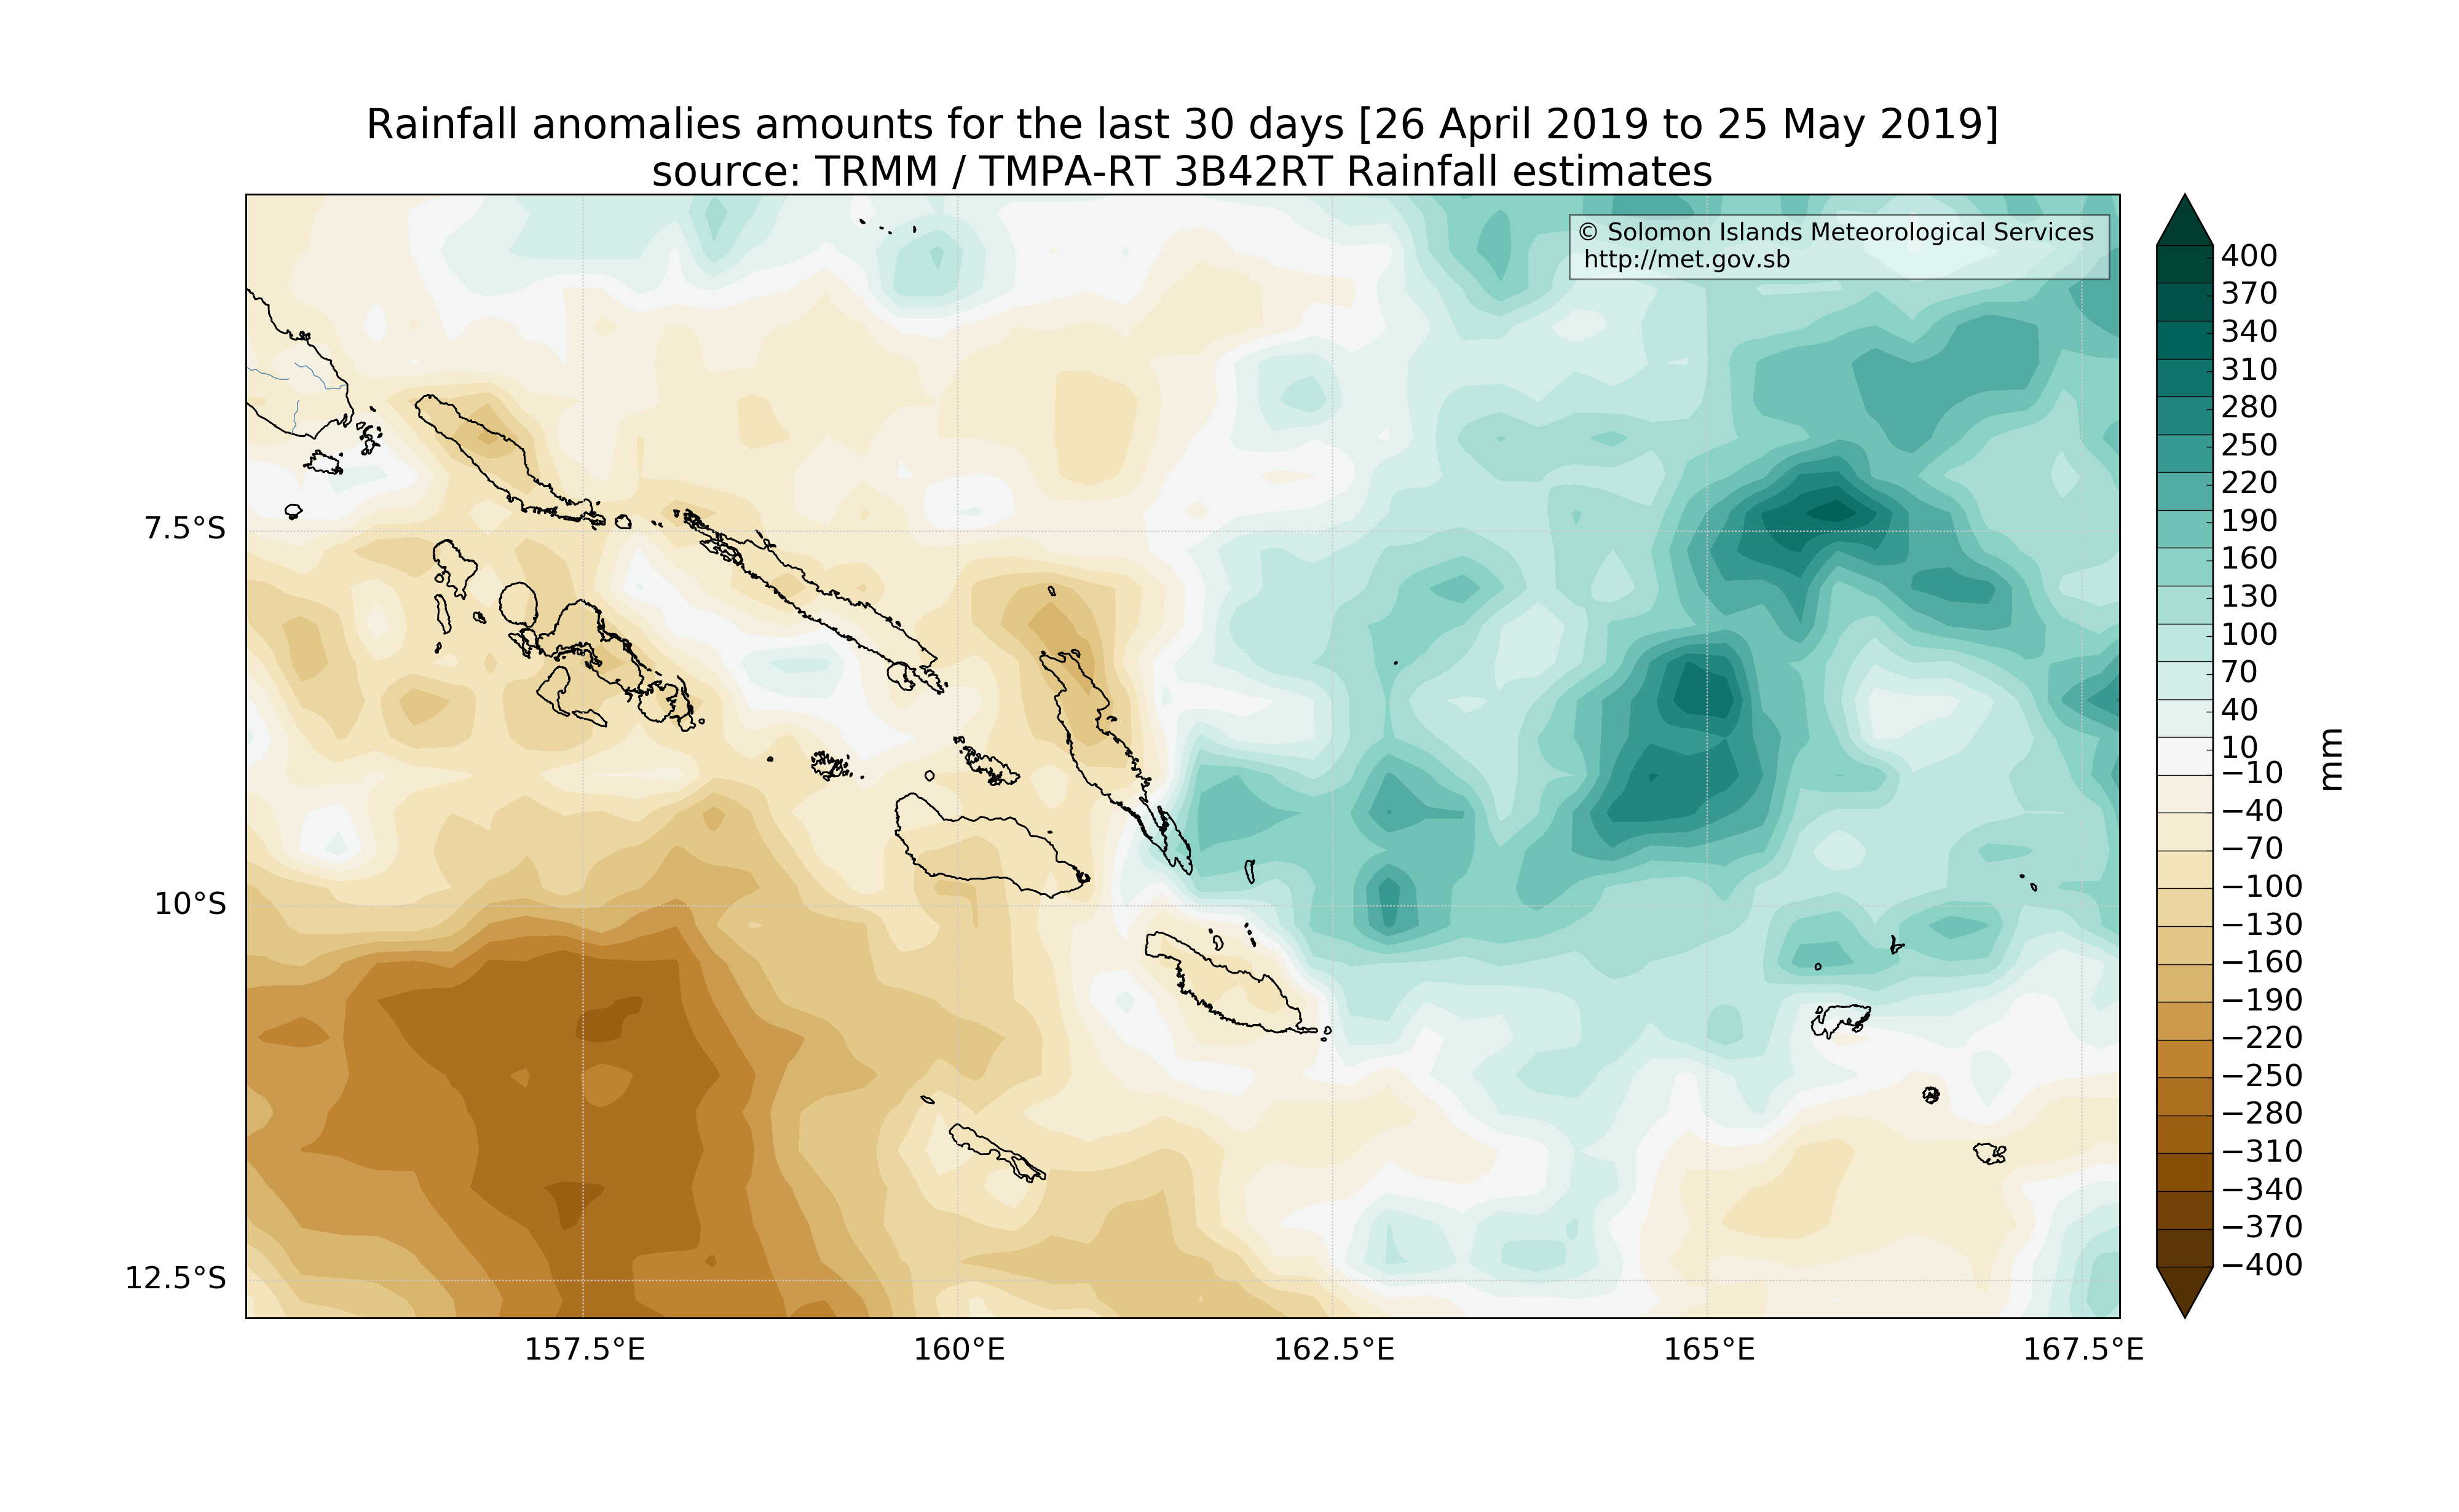 Rainfall anomalies amounts for the last 30 days [26 April 2019 to 25 May 2019]
source: TRMM / TMPA-RT 3B42RT Rainfall estimates
© Solomon Islands Meteorological Services
http://met.gov.sb
7.5°S
10°S
12.5°S
157.5°E
160°E
162.5°E
165°E
167.5°E
400
370
340
310
280
250
220
190
160
130
100
70
40
10
−10
−40
−70
−100
−130
−160
−190
−220
−250
−280
−310
−340
−370
−400
mm